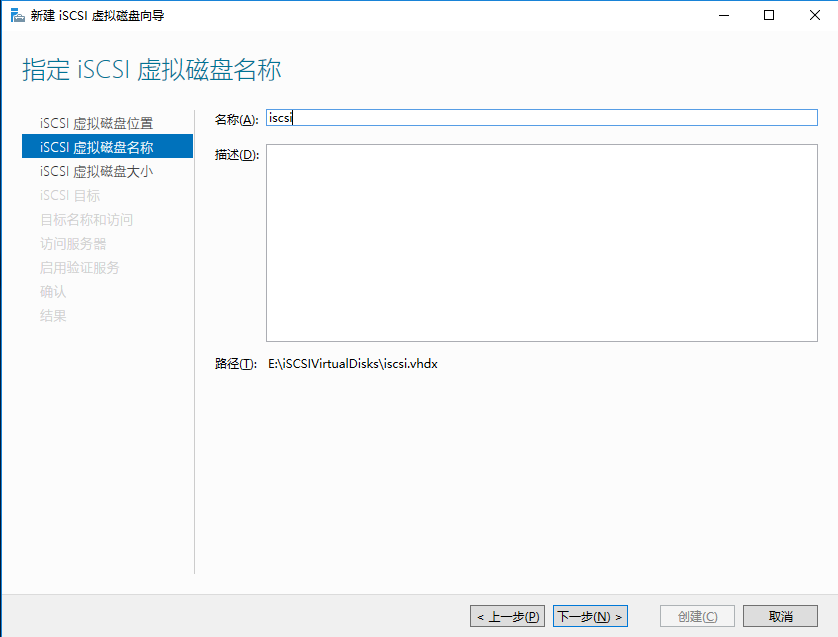 新建 iSCSI 虚拟磁盘向导
指定 iSCSI 虚拟磁盘名称
iSCSI 虚拟磁盘位置
iSCSI 虚拟磁盘名称
iSCSI 虚拟磁盘大小
iSCSI 目标
目标名称和访问
访问服务器
启用验证服务
确认
结果
名称(A): iscsi
描述(D):
路径(T): E:\iSCSIVirtualDisks\iscsi.vhdx
< 上一步(P) 下一步(N) > 创建(C) 取消